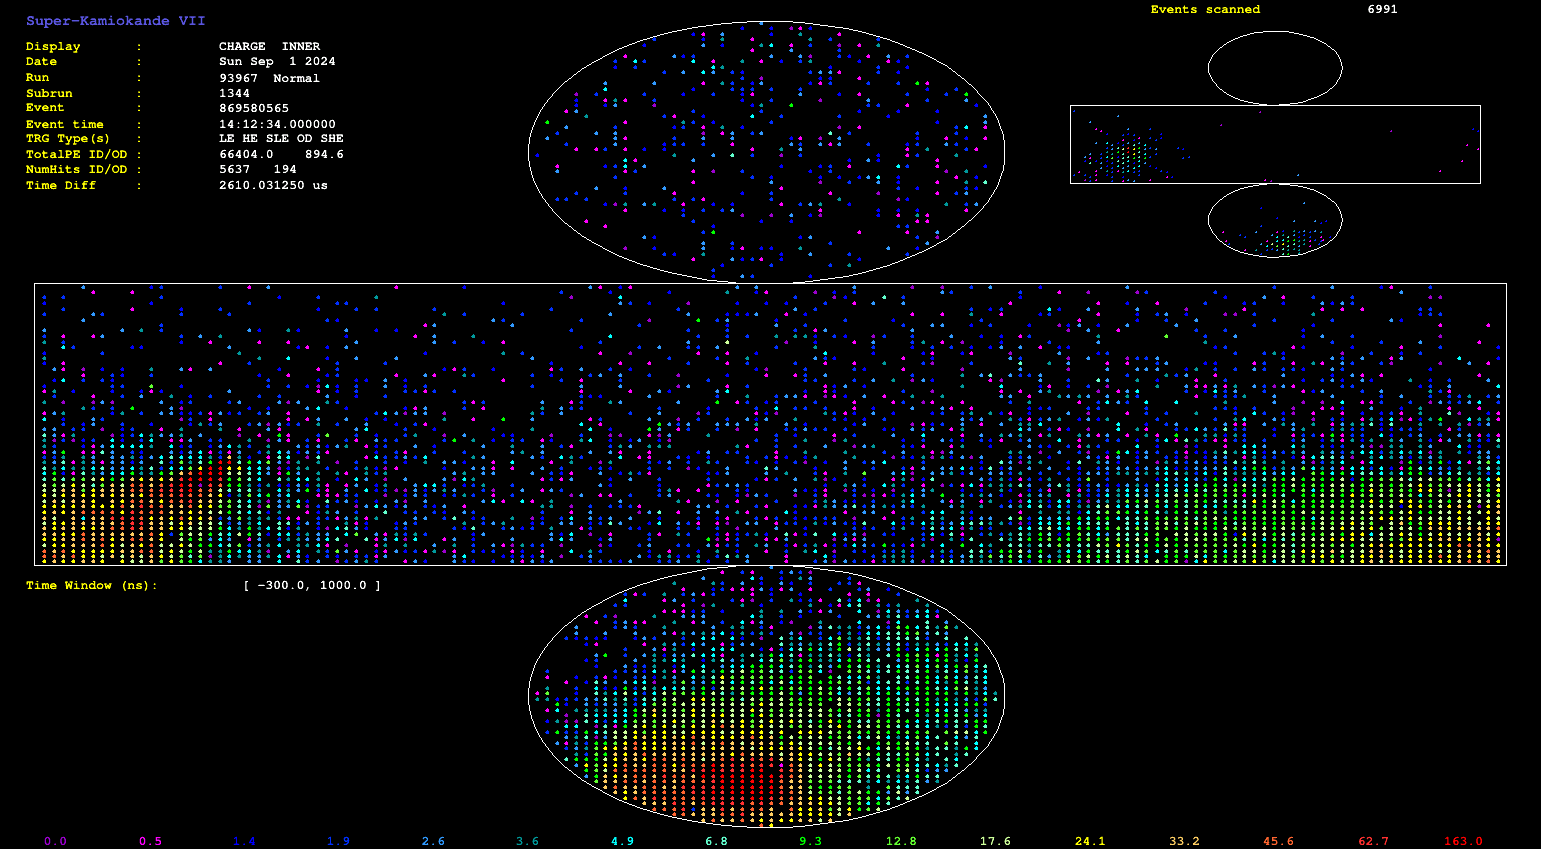 Super-Kamiokande VII
Events scanned 6991
Display : CHARGE INNER
Date : Sun Sep 1 2024
Run : 93967 Normal
Subrun : 1344
Event : 869580565
Event time : 14:12:34.000000
TRG Type(s) : LE HE SLE OD SHE
TotalPE ID/OD : 66404.0 894.6
NumHits ID/OD : 5637 194
Time Diff : 2610.031250 us
Time Window (ns): [ -300.0, 1000.0 ]
0.0 0.5 1.4 1.9 2.6 3.6 4.9 6.8 9.3 12.8 17.6 24.1 33.2 45.6 62.7 163.0